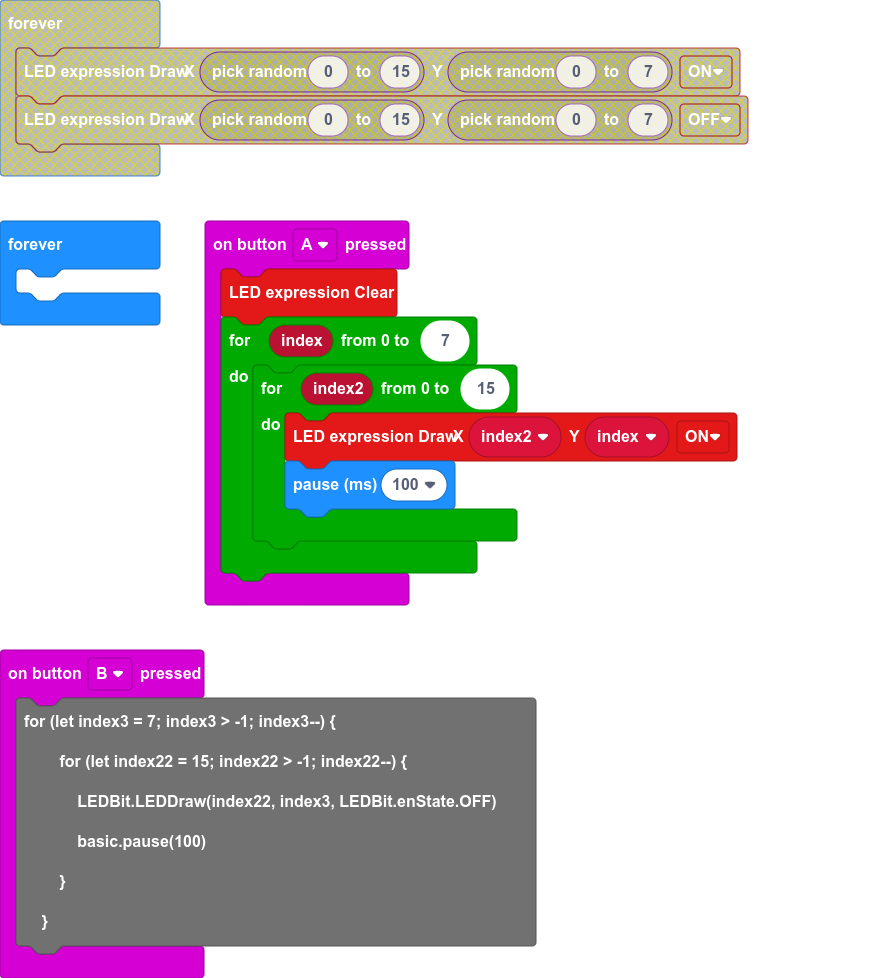 forever
LED expression Draw X pick random 0 to 15 Y pick random 0 to 7 ON
LED expression Draw X pick random 0 to 15 Y pick random 0 to 7 OFF
forever
on button A pressed
LED expression Clear
for index from 0 to 7
do
for index2 from 0 to 15
do
LED expression Draw X index2 Y index ON
pause (ms) 100
on button B pressed
for (let index3 = 7; index3 > -1; index3--) {
for (let index22 = 15; index22 > -1; index22--) {
LEDBit.LEDDraw(index22, index3, LEDBit.enState.OFF)
basic.pause(100)
}
}